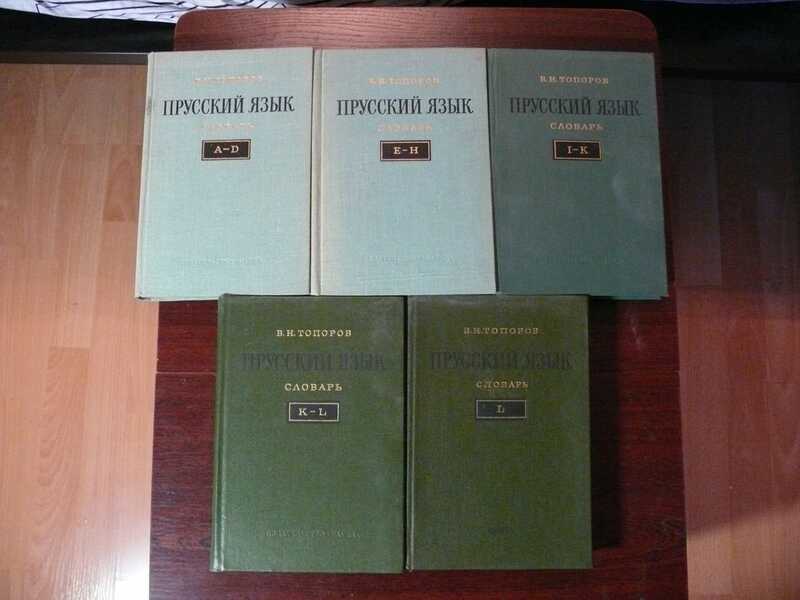 В. Н. ТОПОРОВ
ПРУССКИЙ ЯЗЫК
СЛОВАРЬ
A–D
В. Н. ТОПОРОВ
ПРУССКИЙ ЯЗЫК
СЛОВАРЬ
E–H
В. Н. ТОПОРОВ
ПРУССКИЙ ЯЗЫК
СЛОВАРЬ
I–K
В. Н. ТОПОРОВ
ПРУССКИЙ ЯЗЫК
СЛОВАРЬ
K–L
В. Н. ТОПОРОВ
ПРУССКИЙ ЯЗЫК
СЛОВАРЬ
L